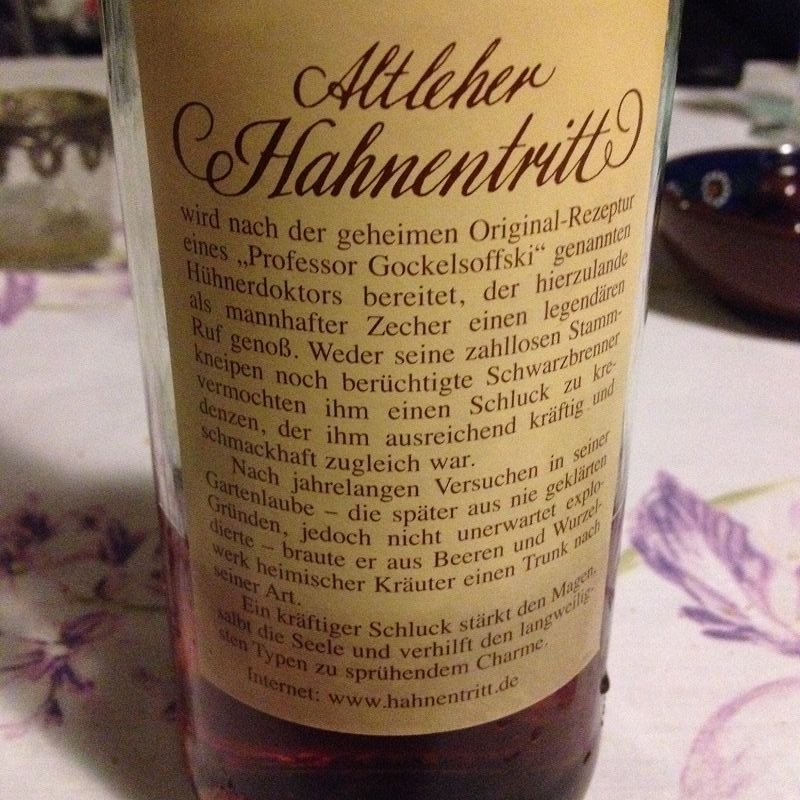 Altleher
Hahnentritt
wird nach der geheimen Original-Rezeptur
eines „Professor Gockelsoffski“ genannten
Hühnerdoktors bereitet, der hierzulande
als mannhafter Zecher einen legendären
Ruf genoß. Weder seine zahllosen Stamm-
kneipen noch berüchtigte Schwarzbrenner
vermochten ihm einen Schluck zu kre-
denzen, der ihm ausreichend kräftig und
schmackhaft zugleich war.
Nach jahrelangen Versuchen in seiner
Gartenlaube – die später aus nie geklärten
Gründen, jedoch nicht unerwartet explo-
dierte – braute er aus Beeren und Wurzel-
werk heimischer Kräuter einen Trunk nach
seiner Art.
Ein kräftiger Schluck stärkt den Magen,
salbt die Seele und verhilft den langweilig-
sten Typen zu sprühendem Charme.
Internet: www.hahnentritt.de